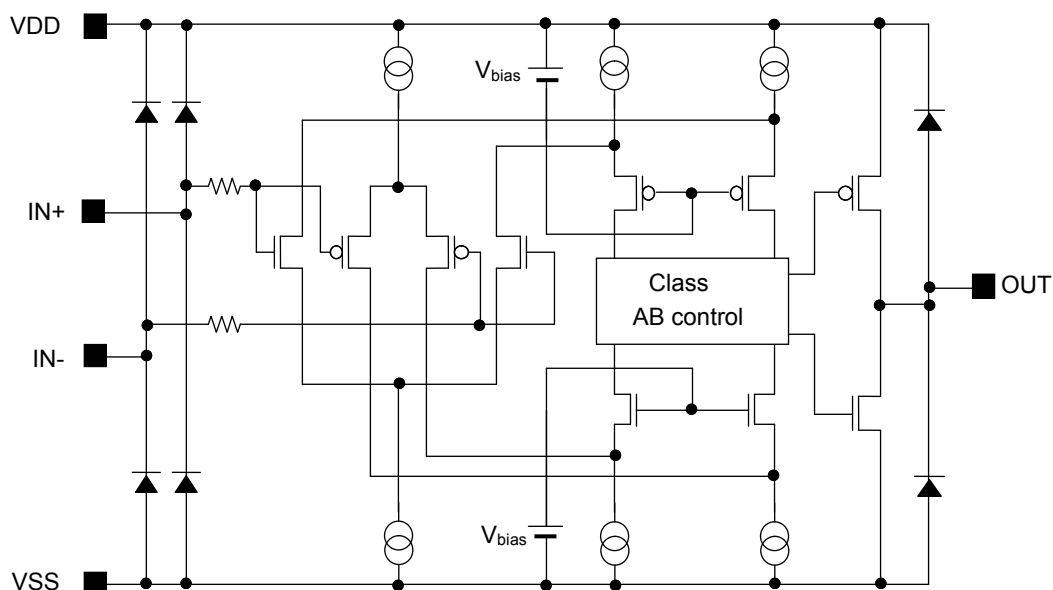 VDD
V_bias
IN+
Class
AB control
OUT
IN-
V_bias
VSS